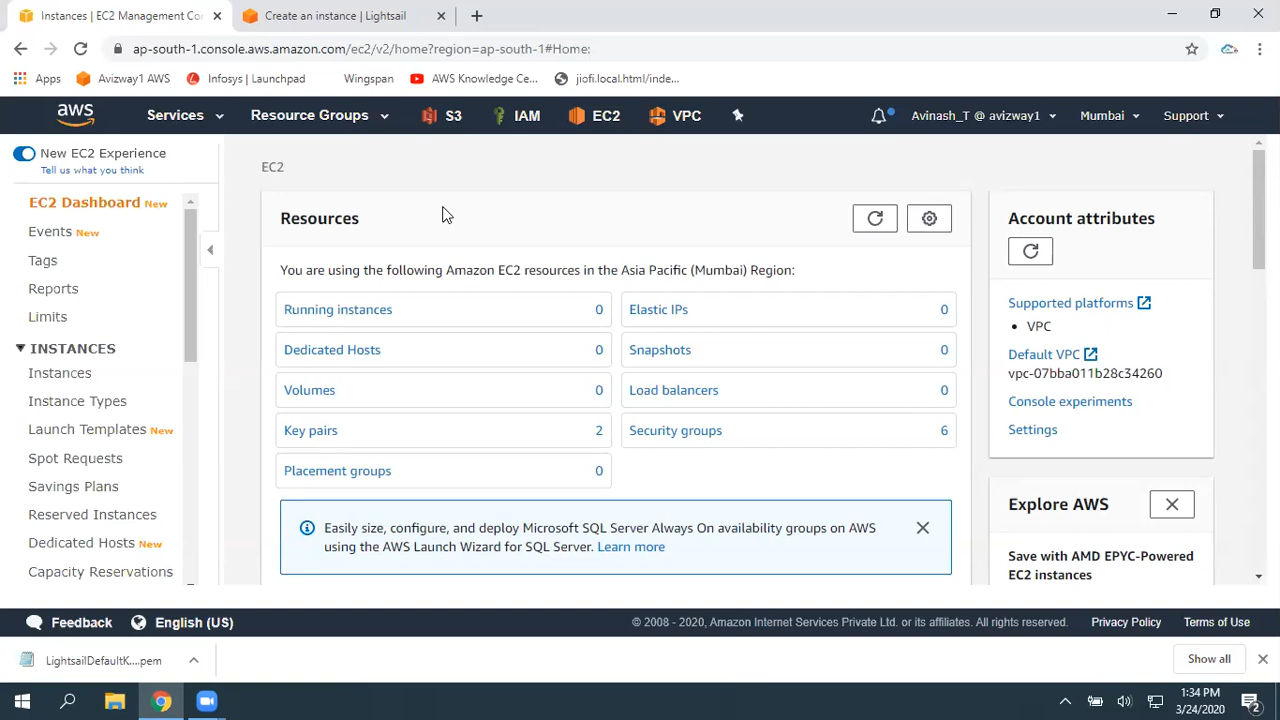 Instances | EC2 Management Con
Create an instance | Lightsail
ap-south-1.console.aws.amazon.com/ec2/v2/home?region=ap-south-1#Home:
Apps
Avizway1 AWS
Infosys | Launchpad
Wingspan
AWS Knowledge Ce...
jiofi.local.html/inde...
aws
Services
Resource Groups
S3
IAM
EC2
VPC
Avinash_T @ avizway1
Mumbai
Support
New EC2 Experience
Tell us what you think
EC2 Dashboard New
Events New
Tags
Reports
Limits
INSTANCES
Instances
Instance Types
Launch Templates New
Spot Requests
Savings Plans
Reserved Instances
Dedicated Hosts New
Capacity Reservations
EC2
Resources
You are using the following Amazon EC2 resources in the Asia Pacific (Mumbai) Region:
Running instances 0
Elastic IPs 0
Dedicated Hosts 0
Snapshots 0
Volumes 0
Load balancers 0
Key pairs 2
Security groups 6
Placement groups 0
Easily size, configure, and deploy Microsoft SQL Server Always On availability groups on AWS
using the AWS Launch Wizard for SQL Server. Learn more
Account attributes
Supported platforms
• VPC
Default VPC
vpc-07bba011b28c34260
Console experiments
Settings
Explore AWS
Save with AMD EPYC-Powered
EC2 instances
Feedback
English (US)
© 2008 - 2020, Amazon Internet Services Private Ltd. or its affiliates. All rights reserved.
Privacy Policy
Terms of Use
LightsailDefaultK....pem
Show all
1:34 PM
3/24/2020
2